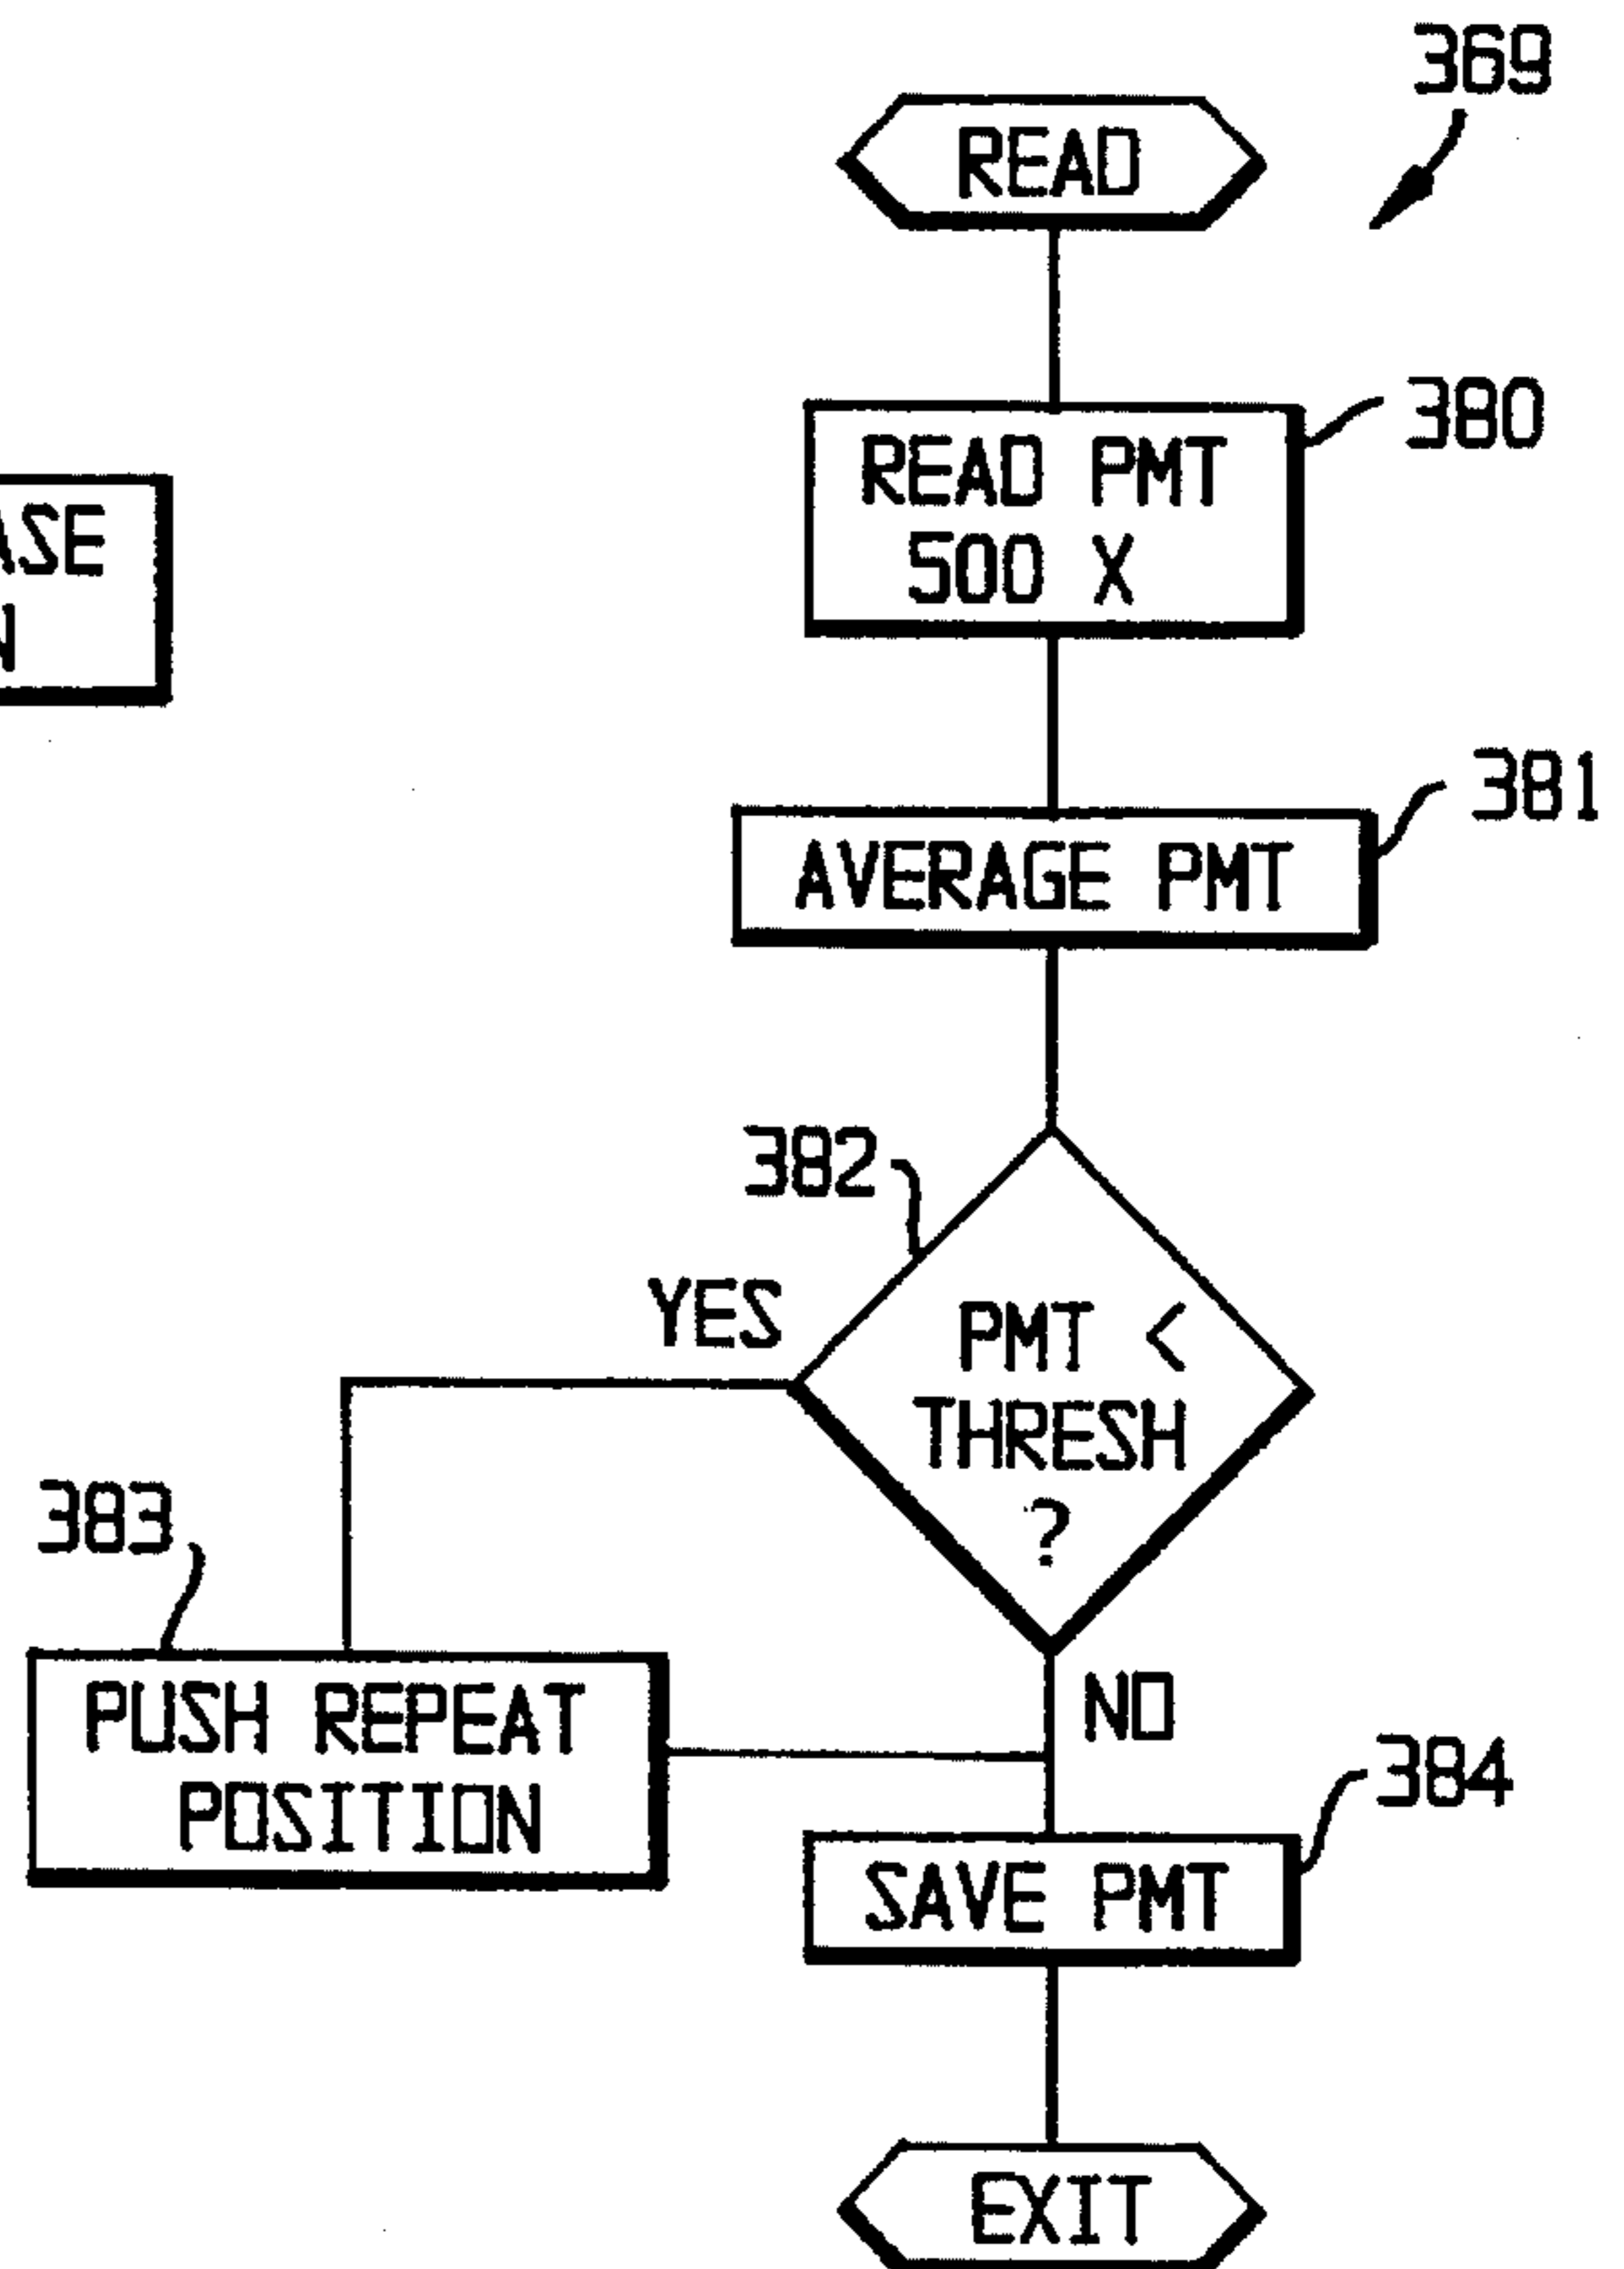 369
READ
380
READ PMT
500 X
381
AVERAGE PMT
382
YES
PMT <
THRESH
?
383
PUSH REPEAT
POSITION
NO
384
SAVE PMT
EXIT